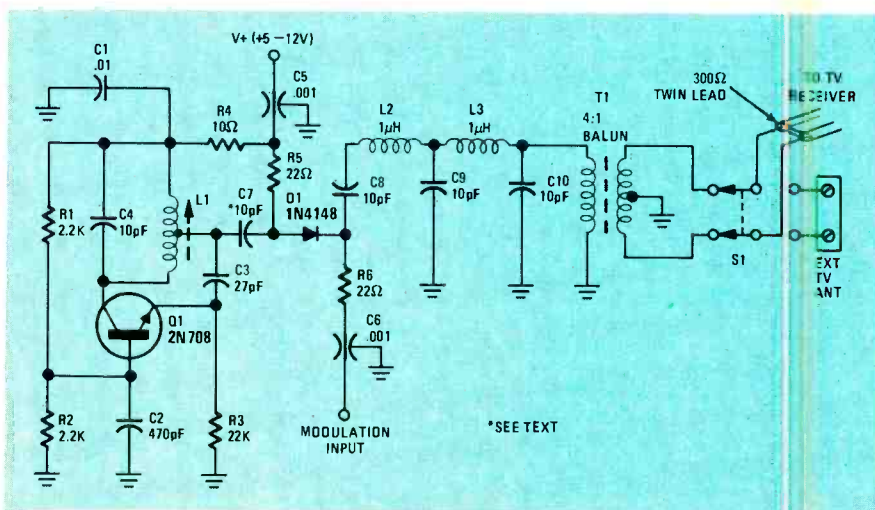 C1
.01
V+ (+5 –12V)
C5
.001
R4
10Ω
R5
22Ω
L2
1μH
L3
1μH
T1
4:1
BALUN
300Ω
TWIN LEAD
TO TV
RECEIVER
R1
2.2K
C4
10pF
L1
C7
*10pF
D1
1N4148
C8
10pF
C9
10pF
C10
10pF
S1
EXT
TV
ANT
C3
27pF
R6
22Ω
Q1
2N708
C6
.001
R2
2.2K
C2
470pF
R3
22K
MODULATION
INPUT
*SEE TEXT